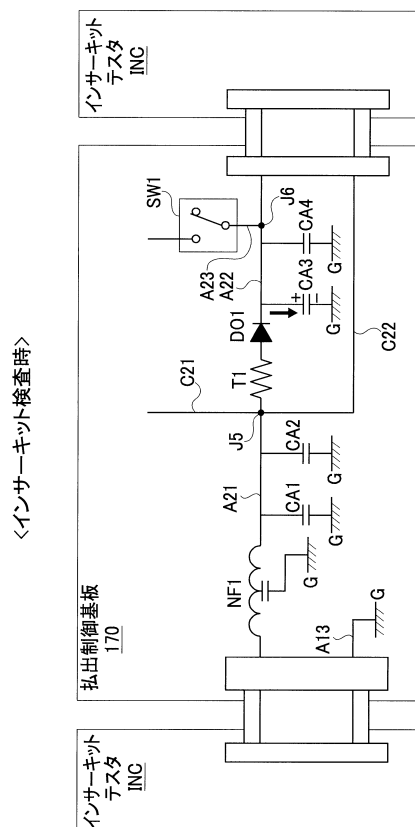 <インサーキット検査時>
インサーキット
テスタ
INC
払出制御基板
170
NF1
G
A13
G
A21
CA1
G
CA2
G
J5
C21
T1
DO1
+
CA3
-
G
CA4
G
A22
A23
J6
SW1
C22
インサーキット
テスタ
INC